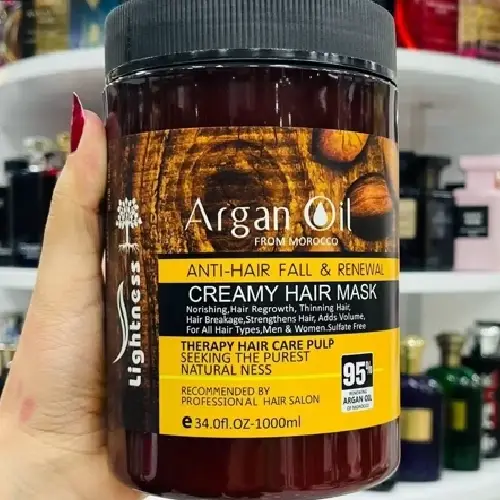 Lightness
Argan Oil
FROM MOROCCO
ANTI-HAIR FALL & RENEWAL
CREAMY HAIR MASK
Norishing,Hair Regrowth, Thinning Hair,
Hair Breakage,Strengthens Hair, Adds Volume,
For All Hair Types,Men & Women.Sulfate Free
THERAPY HAIR CARE PULP
SEEKING THE PUREST
NATURAL NESS
RECOMMENDED BY
PROFESSIONAL HAIR SALON
95%
ARGAN OIL
OF MOROCCO
e34.0fl.OZ-1000ml